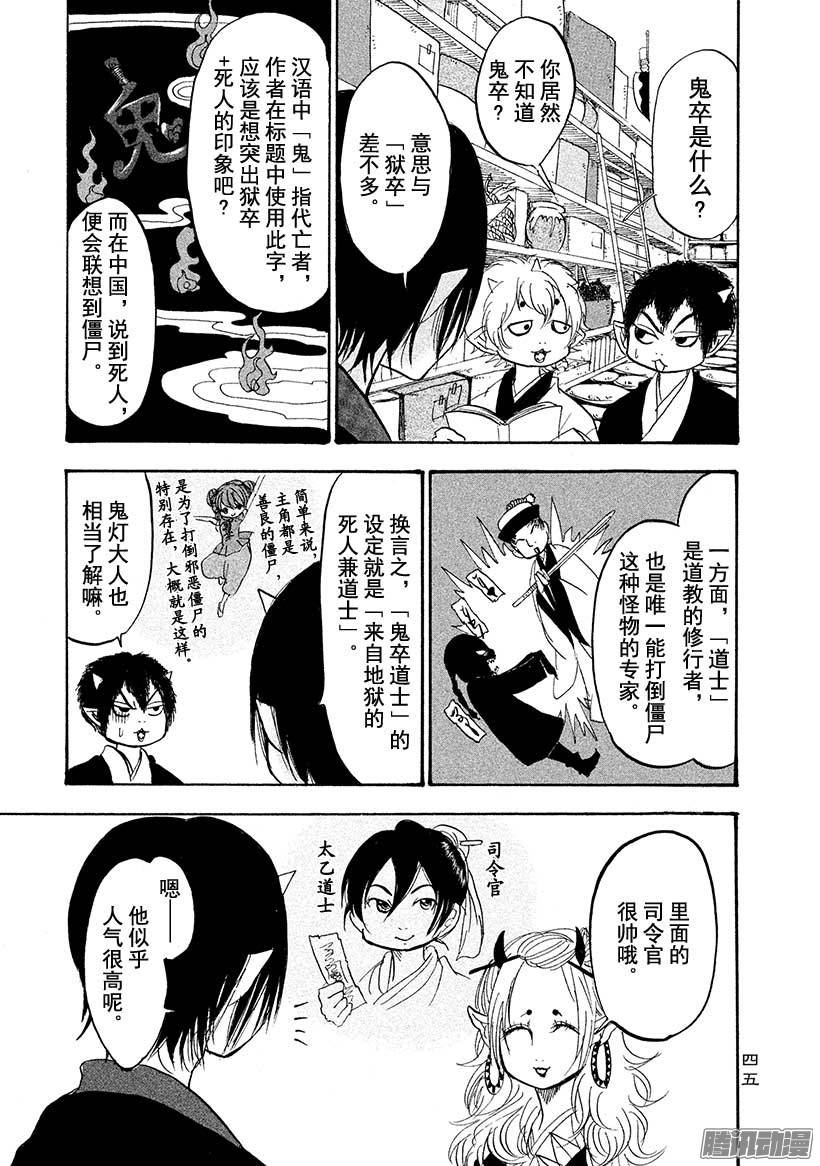 鬼卒是什么？
你居然
不知道
鬼卒？
意思与
「狱卒」
差不多。
鬼
汉语中「鬼」指代亡者，
作者在标题中使用此字，
应该是想突出狱卒
+死人的印象吧？
而在中国，说到死人，
便会联想到僵尸。
一方面，「道士」
是道教的修行者，
也是唯一能打倒僵尸
这种怪物的专家。
换言之，「鬼卒道士」的
设定就是「来自地狱的
死人兼道士」。
简单来说，
主角都是
善良的僵尸，
是为了打倒邪恶僵尸的
特别存在，大概就是这样。
鬼灯大人也
相当了解嘛。
里面的
司令官
很帅哦。
司令官
太乙道士
嗯——
他似乎
人气很高呢。
四五
腾讯动漫